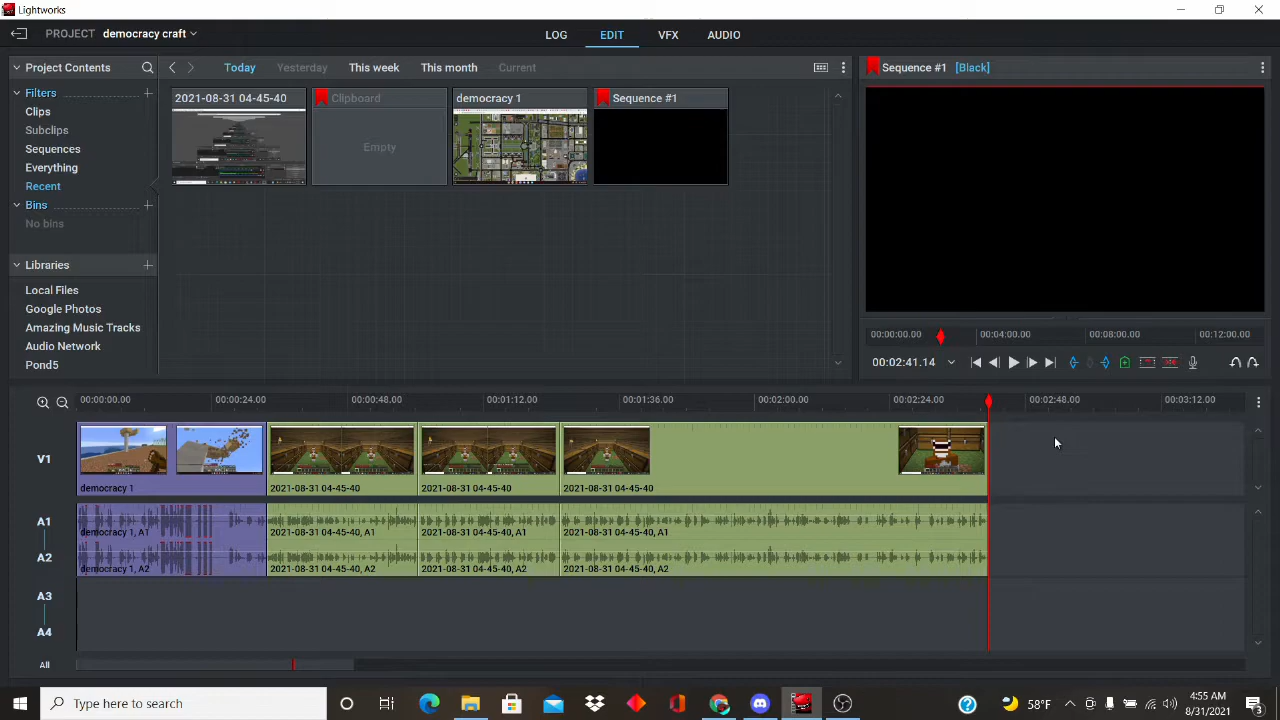 Lightworks
PROJECT democracy craft
LOG EDIT VFX AUDIO
Project Contents
Today Yesterday This week This month Current
Sequence #1 [Black]
Filters
Clips
Subclips
Sequences
Everything
Recent
Bins
No bins
Libraries
Local Files
Google Photos
Amazing Music Tracks
Audio Network
Pond5
2021-08-31 04-45-40
Clipboard
Empty
democracy 1
Sequence #1
00:00:00.00 00:04:00.00 00:08:00.00 00:12:00.00
00:02:41.14
00:00:00.00 00:00:24.00 00:00:48.00 00:01:12.00 00:01:36.00 00:02:00.00 00:02:24.00 00:02:48.00 00:03:12.00
V1
democracy 1 2021-08-31 04-45-40 2021-08-31 04-45-40 2021-08-31 04-45-40
A1
democracy 1, A1 2021-08-31 04-45-40, A1 2021-08-31 04-45-40, A1 2021-08-31 04-45-40, A1
A2
democracy 1, A2 2021-08-31 04-45-40, A2 2021-08-31 04-45-40, A2 2021-08-31 04-45-40, A2
A3
A4
All
Type here to search
58°F
4:55 AM
8/31/2021
3